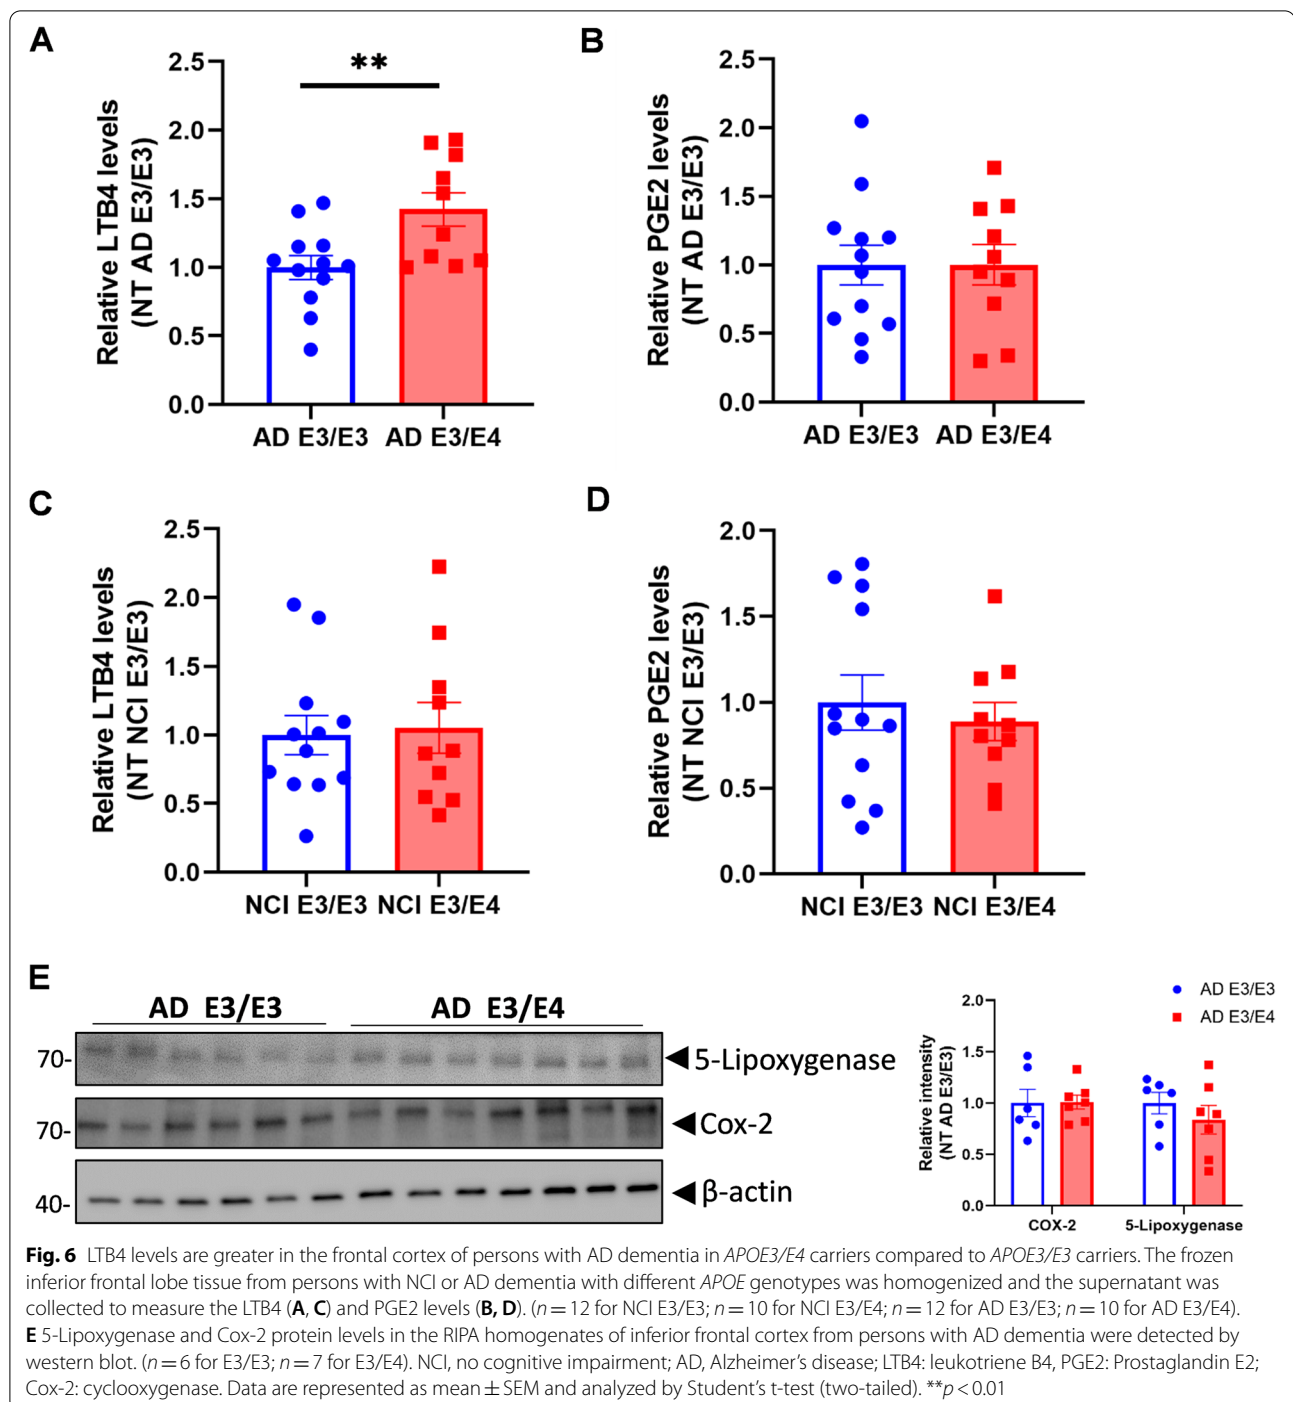 A
**
2.5
2.0
1.5
1.0
0.5
0.0
Relative LTB4 levels
(NT AD E3/E3)
AD E3/E3 AD E3/E4
B
2.5
2.0
1.5
1.0
0.5
0.0
Relative PGE2 levels
(NT AD E3/E3)
AD E3/E3 AD E3/E4
C
2.5
2.0
1.5
1.0
0.5
0.0
Relative LTB4 levels
(NT NCI E3/E3)
NCI E3/E3 NCI E3/E4
D
2.0
1.5
1.0
0.5
0.0
Relative PGE2 levels
(NT NCI E3/E3)
NCI E3/E3 NCI E3/E4
E
AD E3/E3 AD E3/E4
70- 5-Lipoxygenase
70- Cox-2
40- β-actin
AD E3/E3
AD E3/E4
2.0
1.5
1.0
0.5
0.0
Relative intensity
(NT AD E3/E3)
COX-2 5-Lipoxygenase
Fig. 6 LTB4 levels are greater in the frontal cortex of persons with AD dementia in APOE3/E4 carriers compared to APOE3/E3 carriers. The frozen
inferior frontal lobe tissue from persons with NCI or AD dementia with different APOE genotypes was homogenized and the supernatant was
collected to measure the LTB4 (A, C) and PGE2 levels (B, D). (n = 12 for NCI E3/E3; n = 10 for NCI E3/E4; n = 12 for AD E3/E3; n = 10 for AD E3/E4).
E 5-Lipoxygenase and Cox-2 protein levels in the RIPA homogenates of inferior frontal cortex from persons with AD dementia were detected by
western blot. (n = 6 for E3/E3; n = 7 for E3/E4). NCI, no cognitive impairment; AD, Alzheimer's disease; LTB4: leukotriene B4, PGE2: Prostaglandin E2;
Cox-2: cyclooxygenase. Data are represented as mean ± SEM and analyzed by Student's t-test (two-tailed). **p < 0.01